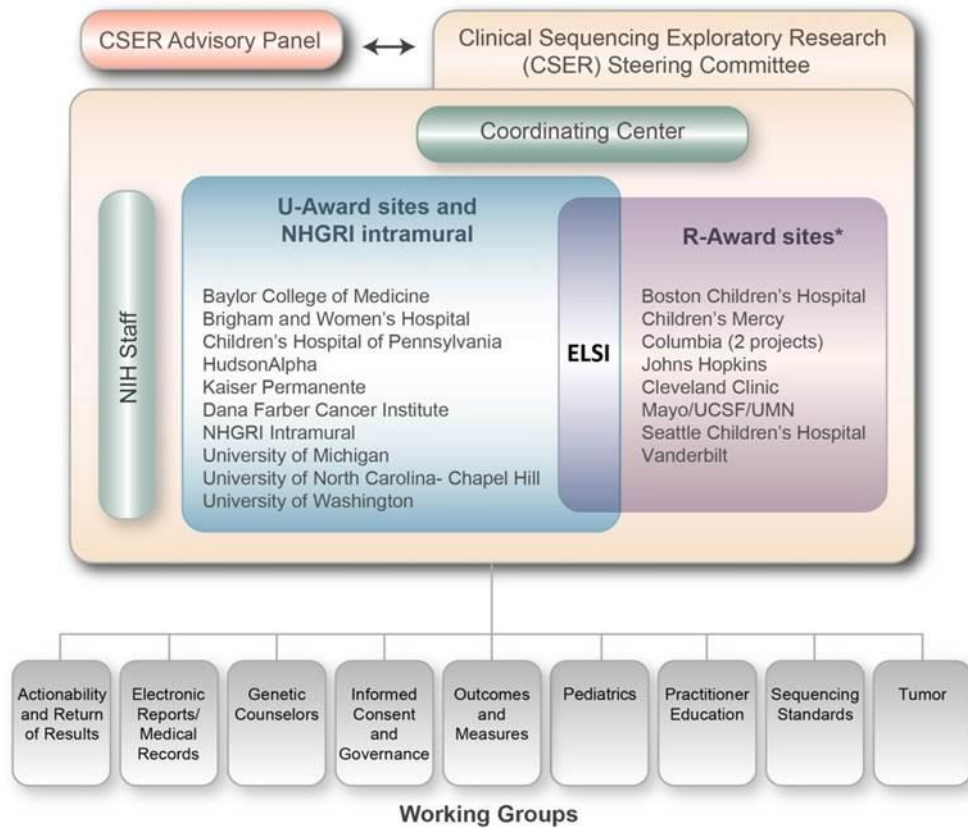 CSER Advisory Panel
Clinical Sequencing Exploratory Research
(CSER) Steering Committee
Coordinating Center
NIH Staff
U-Award sites and
NHGRI intramural
Baylor College of Medicine
Brigham and Women's Hospital
Children's Hospital of Pennsylvania
HudsonAlpha
Kaiser Permanente
Dana Farber Cancer Institute
NHGRI Intramural
University of Michigan
University of North Carolina- Chapel Hill
University of Washington
ELSI
R-Award sites*
Boston Children's Hospital
Children's Mercy
Columbia (2 projects)
Johns Hopkins
Cleveland Clinic
Mayo/UCSF/UMN
Seattle Children's Hospital
Vanderbilt
Actionability
and Return
of Results
Electronic
Reports/
Medical
Records
Genetic
Counselors
Informed
Consent
and
Governance
Outcomes
and
Measures
Pediatrics
Practitioner
Education
Sequencing
Standards
Tumor
Working Groups